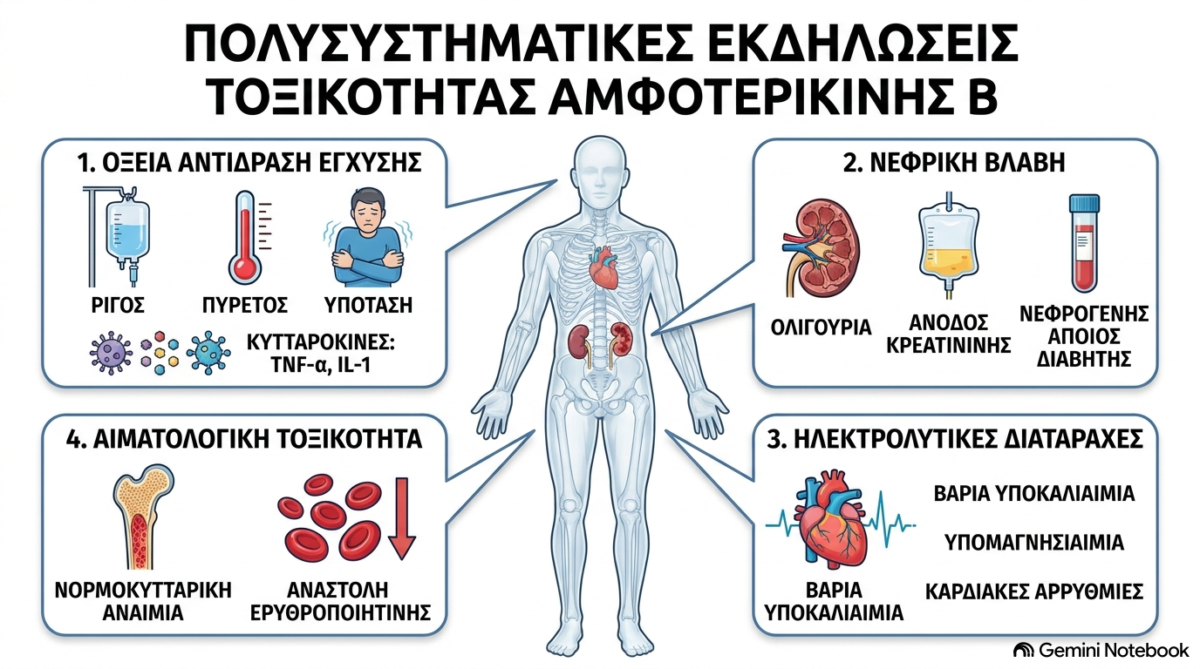 ΠΟΛΥΣΥΣΤΗΜΑΤΙΚΕΣ ΕΚΔΗΛΩΣΕΙΣ
ΤΟΞΙΚΟΤΗΤΑΣ ΑΜΦΟΤΕΡΙΚΙΝΗΣ Β
1. ΟΞΕΙΑ ΑΝΤΙΔΡΑΣΗ ΕΓΧΥΣΗΣ
ΡΙΓΟΣ
ΠΥΡΕΤΟΣ
ΥΠΟΤΑΣΗ
ΚΥΤΤΑΡΟΚΙΝΕΣ:
TNF-α, IL-1
2. ΝΕΦΡΙΚΗ ΒΛΑΒΗ
ΟΛΙΓΟΥΡΙΑ
ΑΝΟΔΟΣ
ΚΡΕΑΤΙΝΙΝΗΣ
ΝΕΦΡΟΓΕΝΗΣ
ΑΠΟΙΟΣ
ΔΙΑΒΗΤΗΣ
4. ΑΙΜΑΤΟΛΟΓΙΚΗ ΤΟΞΙΚΟΤΗΤΑ
ΝΟΡΜΟΚΥΤΤΑΡΙΚΗ
ΑΝΑΙΜΙΑ
ΑΝΑΣΤΟΛΗ
ΕΡΥΘΡΟΠΟΙΗΤΙΝΗΣ
3. ΗΛΕΚΤΡΟΛΥΤΙΚΕΣ ΔΙΑΤΑΡΑΧΕΣ
ΒΑΡΙΑ
ΥΠΟΚΑΛΙΑΙΜΙΑ
ΒΑΡΙΑ ΥΠΟΚΑΛΙΑΙΜΙΑ
ΥΠΟΜΑΓΝΗΣΙΑΙΜΙΑ
ΚΑΡΔΙΑΚΕΣ ΑΡΡΥΘΜΙΕΣ
Gemini Notebook